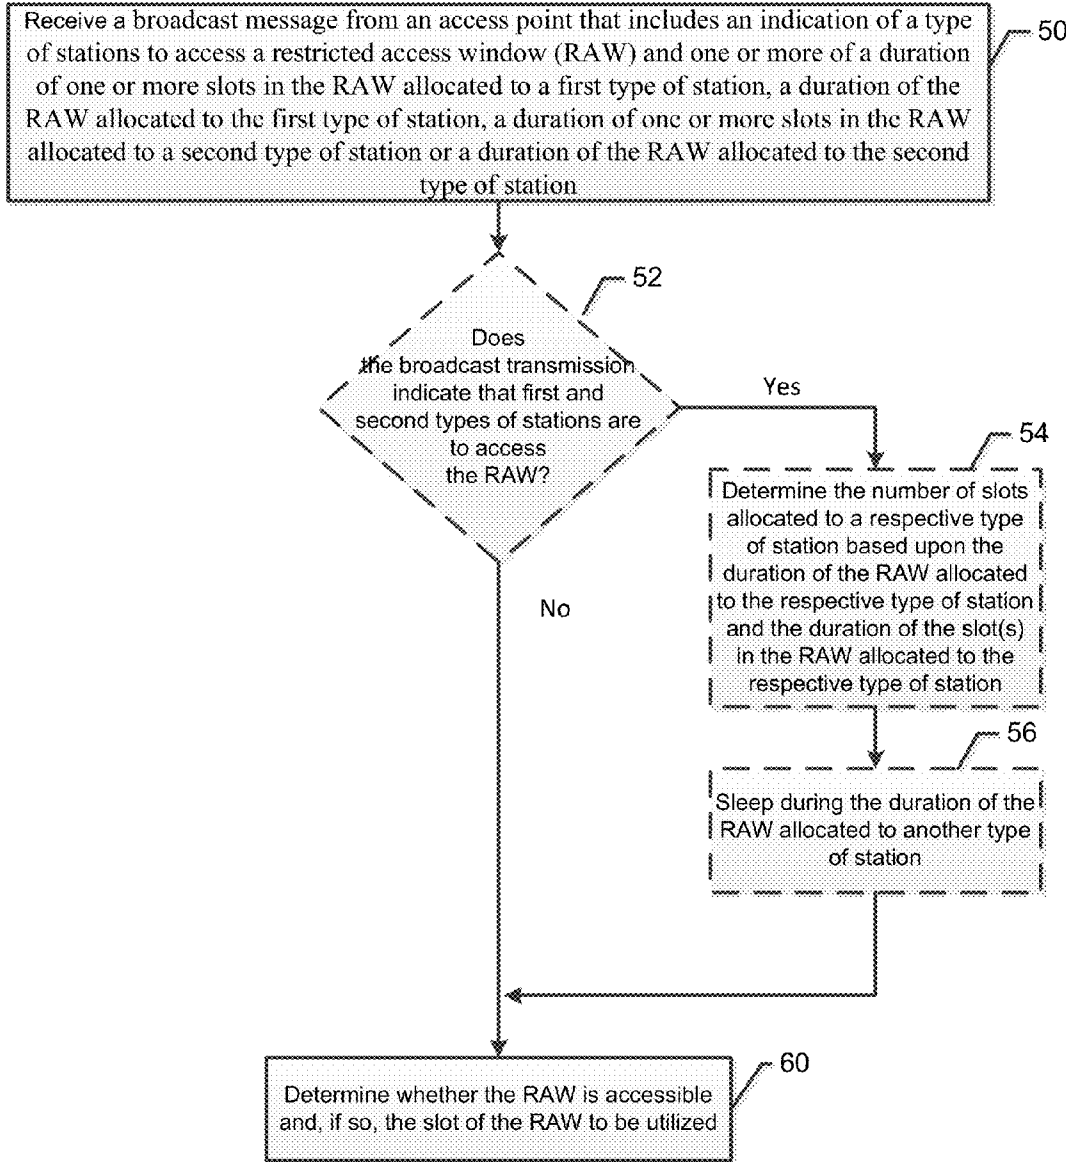 Receive a broadcast message from an access point that includes an indication of a type
of stations to access a restricted access window (RAW) and one or more of a duration
of one or more slots in the RAW allocated to a first type of station, a duration of the
RAW allocated to the first type of station, a duration of one or more slots in the RAW
allocated to a second type of station or a duration of the RAW allocated to the second
type of station
50
52
Does
the broadcast transmission
indicate that first and
second types of stations are
to access
the RAW?
Yes
No
54
Determine the number of slots
allocated to a respective type
of station based upon the
duration of the RAW allocated
to the respective type of station
and the duration of the slot(s)
in the RAW allocated to the
respective type of station
56
Sleep during the duration of the
RAW allocated to another type
of station
60
Determine whether the RAW is accessible
and, if so, the slot of the RAW to be utilized